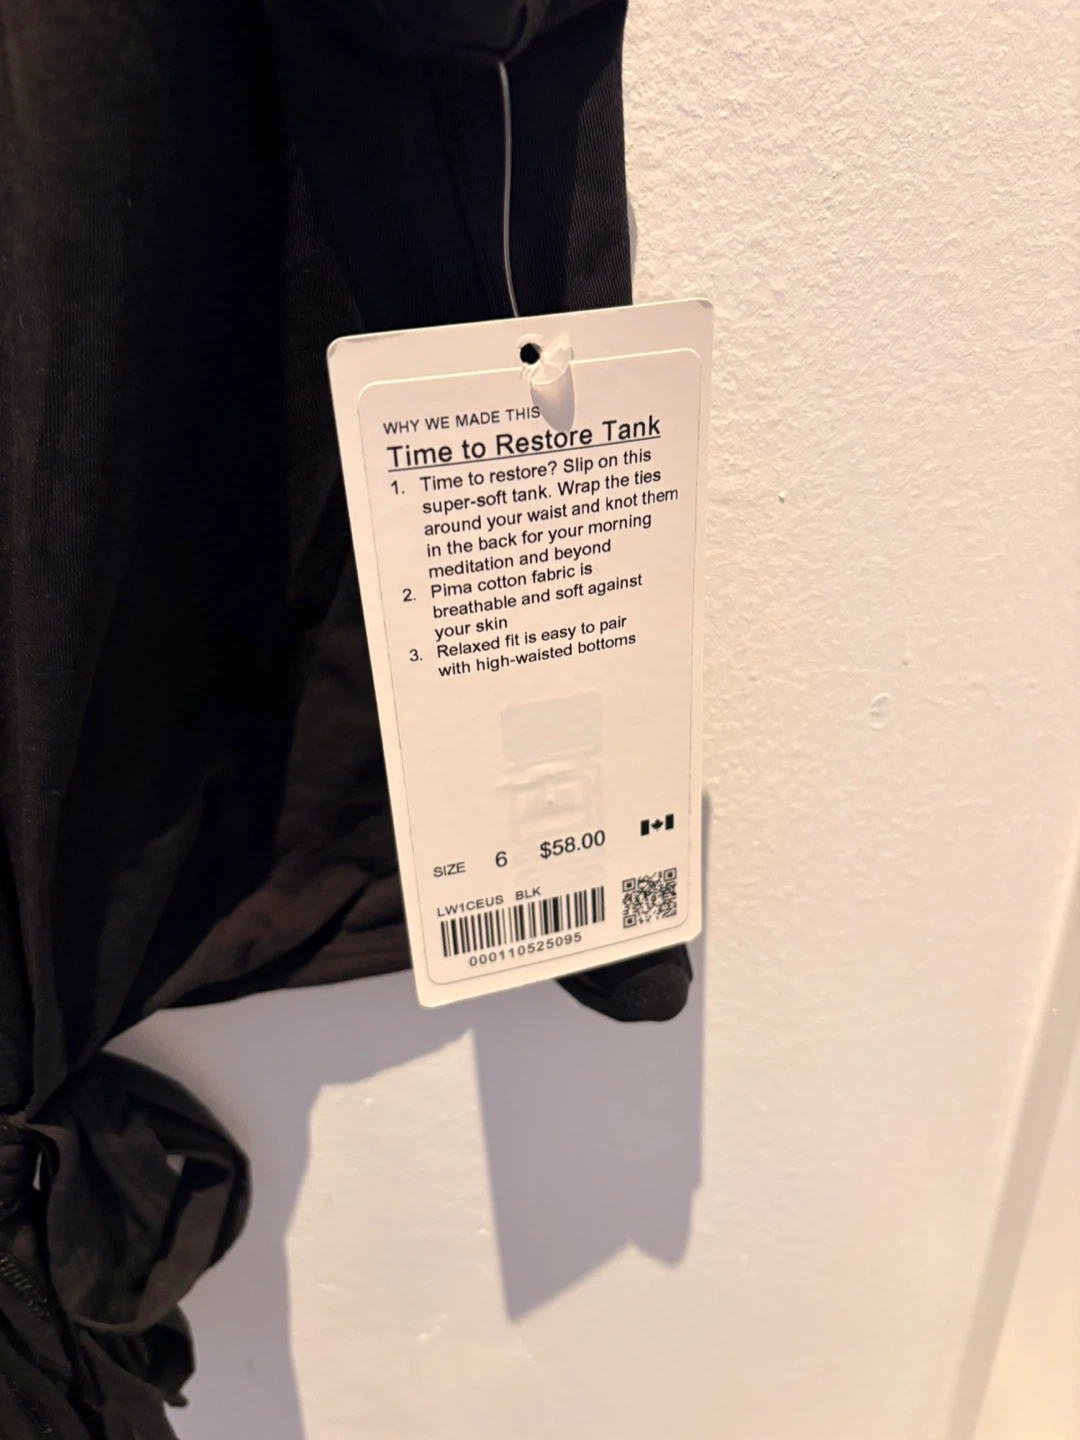 WHY WE MADE THIS
Time to Restore Tank
1. Time to restore? Slip on this
super-soft tank. Wrap the ties
around your waist and knot them
in the back for your morning
meditation and beyond
2. Pima cotton fabric is
breathable and soft against
your skin
3. Relaxed fit is easy to pair
with high-waisted bottoms
SIZE 6 $58.00
LW1CEUS BLK
000110525095